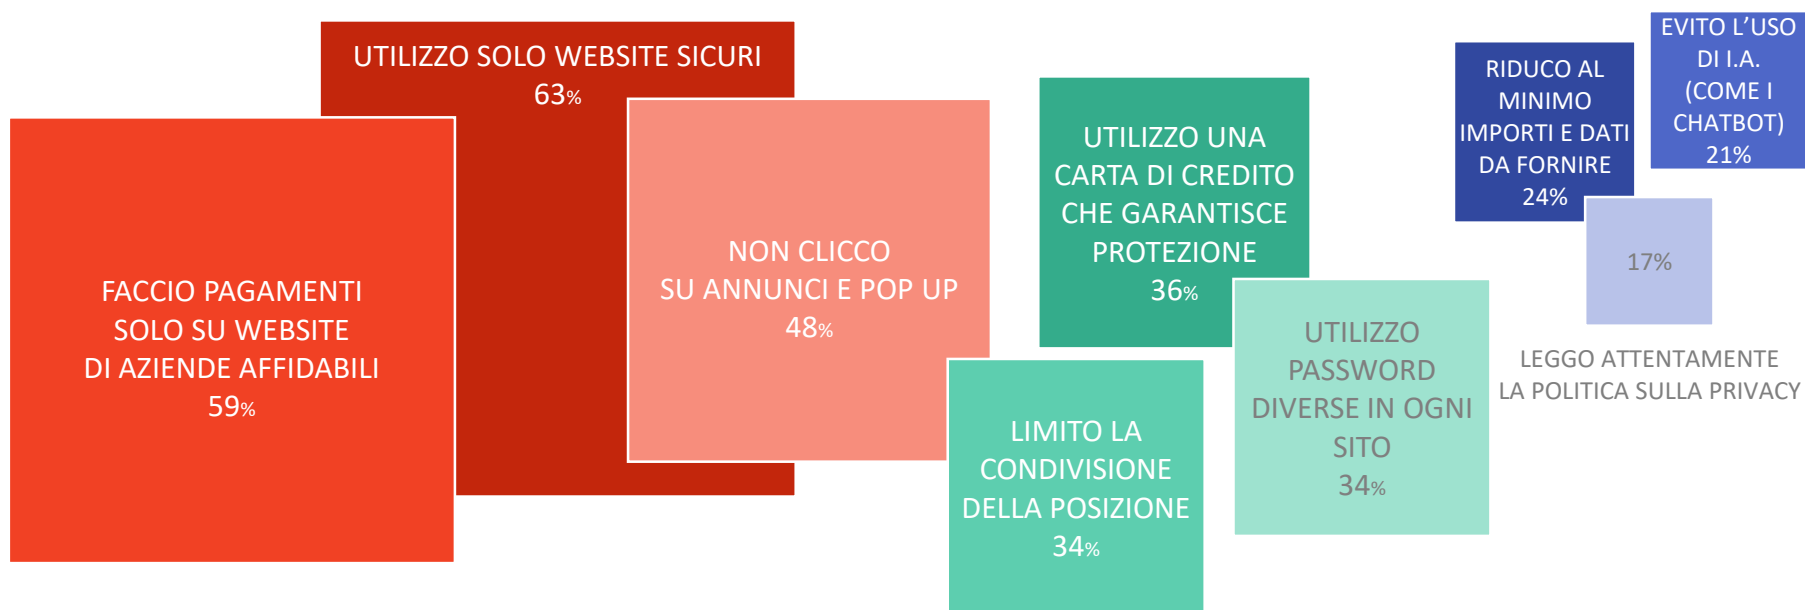 UTILIZZO SOLO WEBSITE SICURI
63%
FACCIO PAGAMENTI
SOLO SU WEBSITE
DI AZIENDE AFFIDABILI
59%
NON CLICCO
SU ANNUNCI E POP UP
48%
UTILIZZO UNA
CARTA DI CREDITO
CHE GARANTISCE
PROTEZIONE
36%
LIMITO LA
CONDIVISIONE
DELLA POSIZIONE
34%
UTILIZZO
PASSWORD
DIVERSE IN OGNI
SITO
34%
RIDUCO AL
MINIMO
IMPORTI E DATI
DA FORNIRE
24%
EVITO L’USO
DI I.A.
(COME I
CHATBOT)
21%
17%
LEGGO ATTENTAMENTE
LA POLITICA SULLA PRIVACY